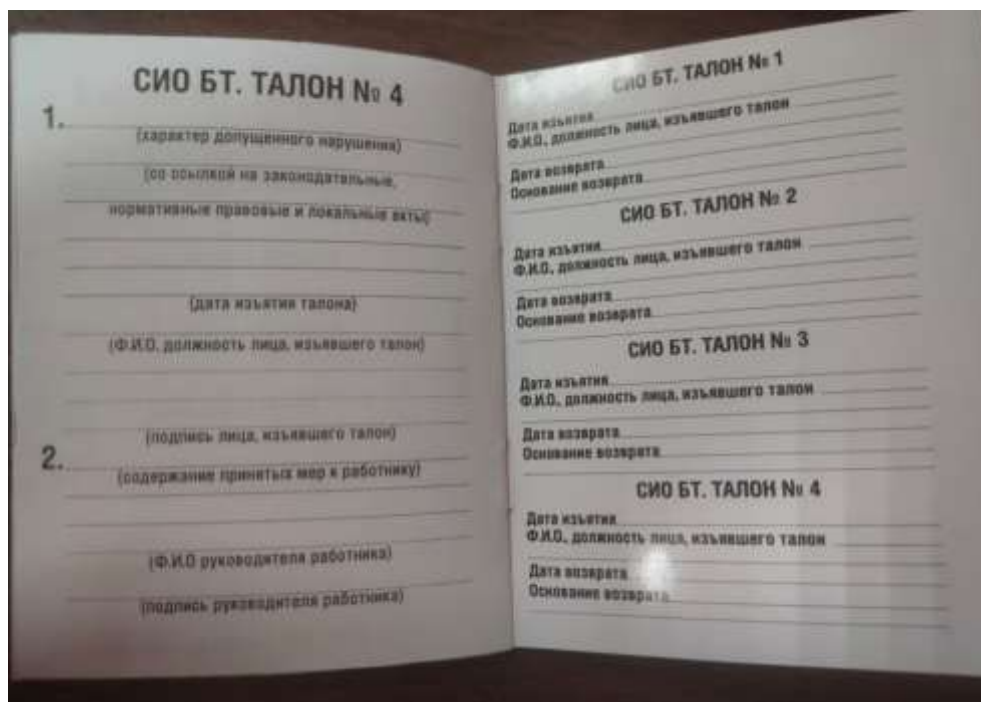 СИО БТ. ТАЛОН № 4
1.
(характер допущенного нарушения)
(со ссылкой на законодательные,
нормативные правовые и локальные акты)
(дата изъятия талона)
(Ф.И.О, должность лица, изъявшего талон)
(подпись лица, изъявшего талон)
2.
(содержание принятых мер к работнику)
(Ф.И.О руководителя работника)
(подпись руководителя работника)
СИО БТ. ТАЛОН № 1
Дата изъятия
Ф.И.О., должность лица, изъявшего талон
Дата возврата
Основание возврата
СИО БТ. ТАЛОН № 2
Дата изъятия
Ф.И.О., должность лица, изъявшего талон
Дата возврата
Основание возврата
СИО БТ. ТАЛОН № 3
Дата изъятия
Ф.И.О., должность лица, изъявшего талон
Дата возврата
Основание возврата
СИО БТ. ТАЛОН № 4
Дата изъятия
Ф.И.О., должность лица, изъявшего талон
Дата возврата
Основание возврата